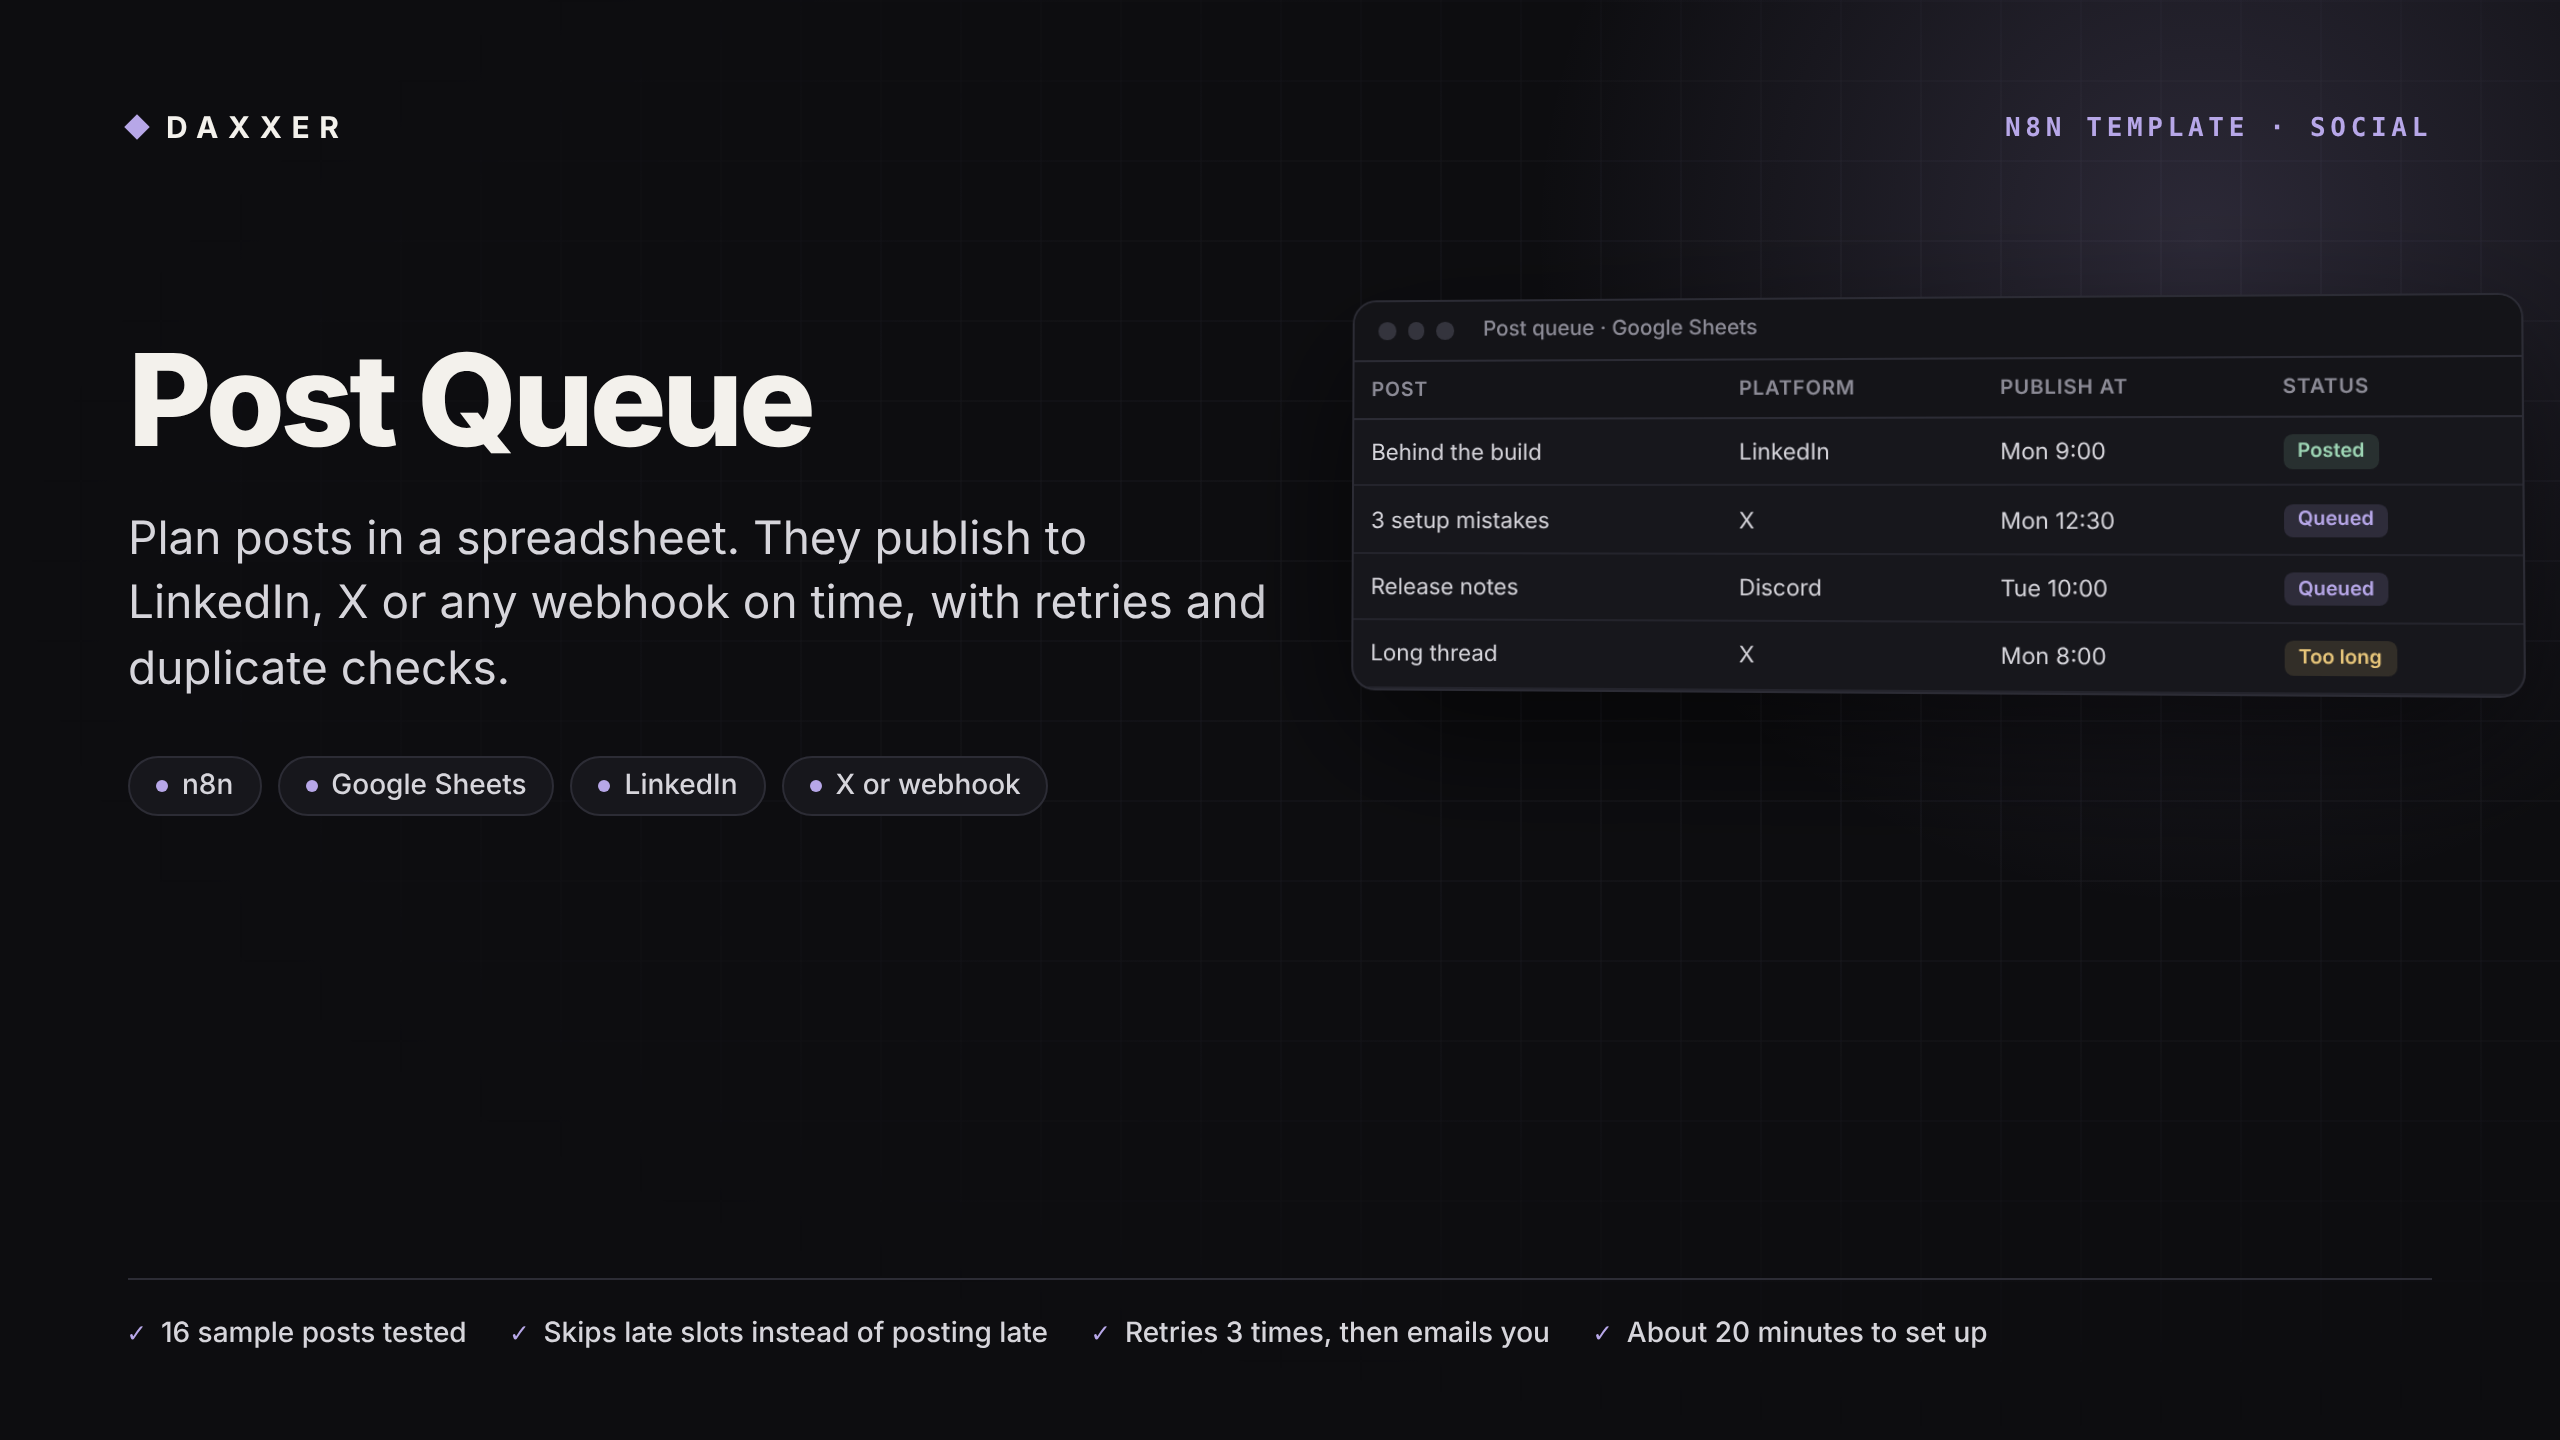 DAXXER
N8N TEMPLATE · SOCIAL
Post Queue
Plan posts in a spreadsheet. They publish to
LinkedIn, X or any webhook on time, with retries and
duplicate checks.
n8n
Google Sheets
LinkedIn
X or webhook
Post queue · Google Sheets
POST PLATFORM PUBLISH AT STATUS
Behind the build LinkedIn Mon 9:00 Posted
3 setup mistakes X Mon 12:30 Queued
Release notes Discord Tue 10:00 Queued
Long thread X Mon 8:00 Too long
✓ 16 sample posts tested ✓ Skips late slots instead of posting late ✓ Retries 3 times, then emails you ✓ About 20 minutes to set up